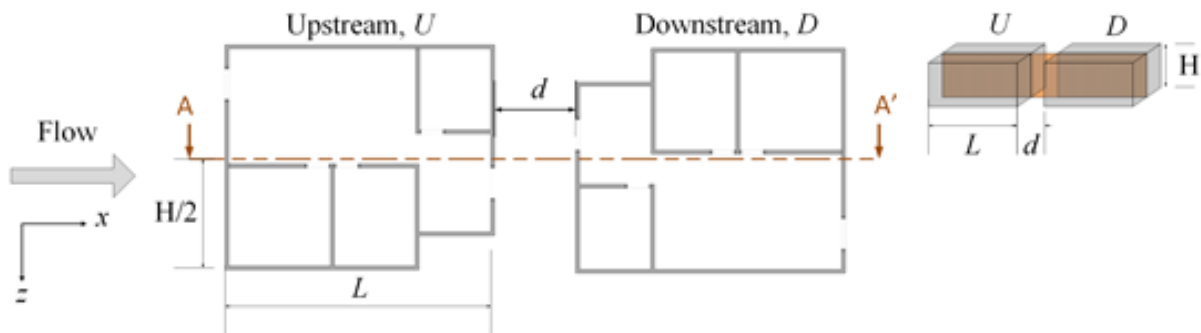 Upstream, U
Downstream, D
U
D
H
A
d
A′
Flow
L
d
x
H/2
z
L